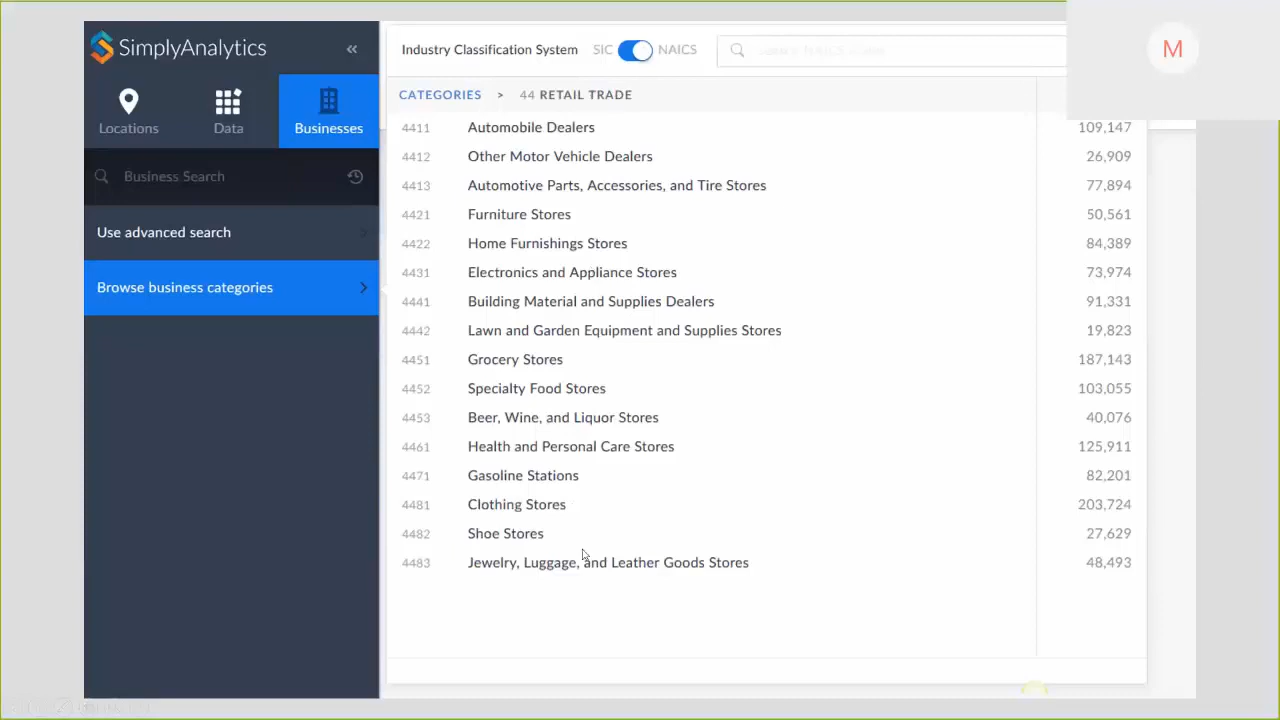 SimplyAnalytics «
Locations Data Businesses
Business Search
Use advanced search
Browse business categories
Industry Classification System SIC NAICS
M
CATEGORIES > 44 RETAIL TRADE
4411 Automobile Dealers 109,147
4412 Other Motor Vehicle Dealers 26,909
4413 Automotive Parts, Accessories, and Tire Stores 77,894
4421 Furniture Stores 50,561
4422 Home Furnishings Stores 84,389
4431 Electronics and Appliance Stores 73,974
4441 Building Material and Supplies Dealers 91,331
4442 Lawn and Garden Equipment and Supplies Stores 19,823
4451 Grocery Stores 187,143
4452 Specialty Food Stores 103,055
4453 Beer, Wine, and Liquor Stores 40,076
4461 Health and Personal Care Stores 125,911
4471 Gasoline Stations 82,201
4481 Clothing Stores 203,724
4482 Shoe Stores 27,629
4483 Jewelry, Luggage, and Leather Goods Stores 48,493